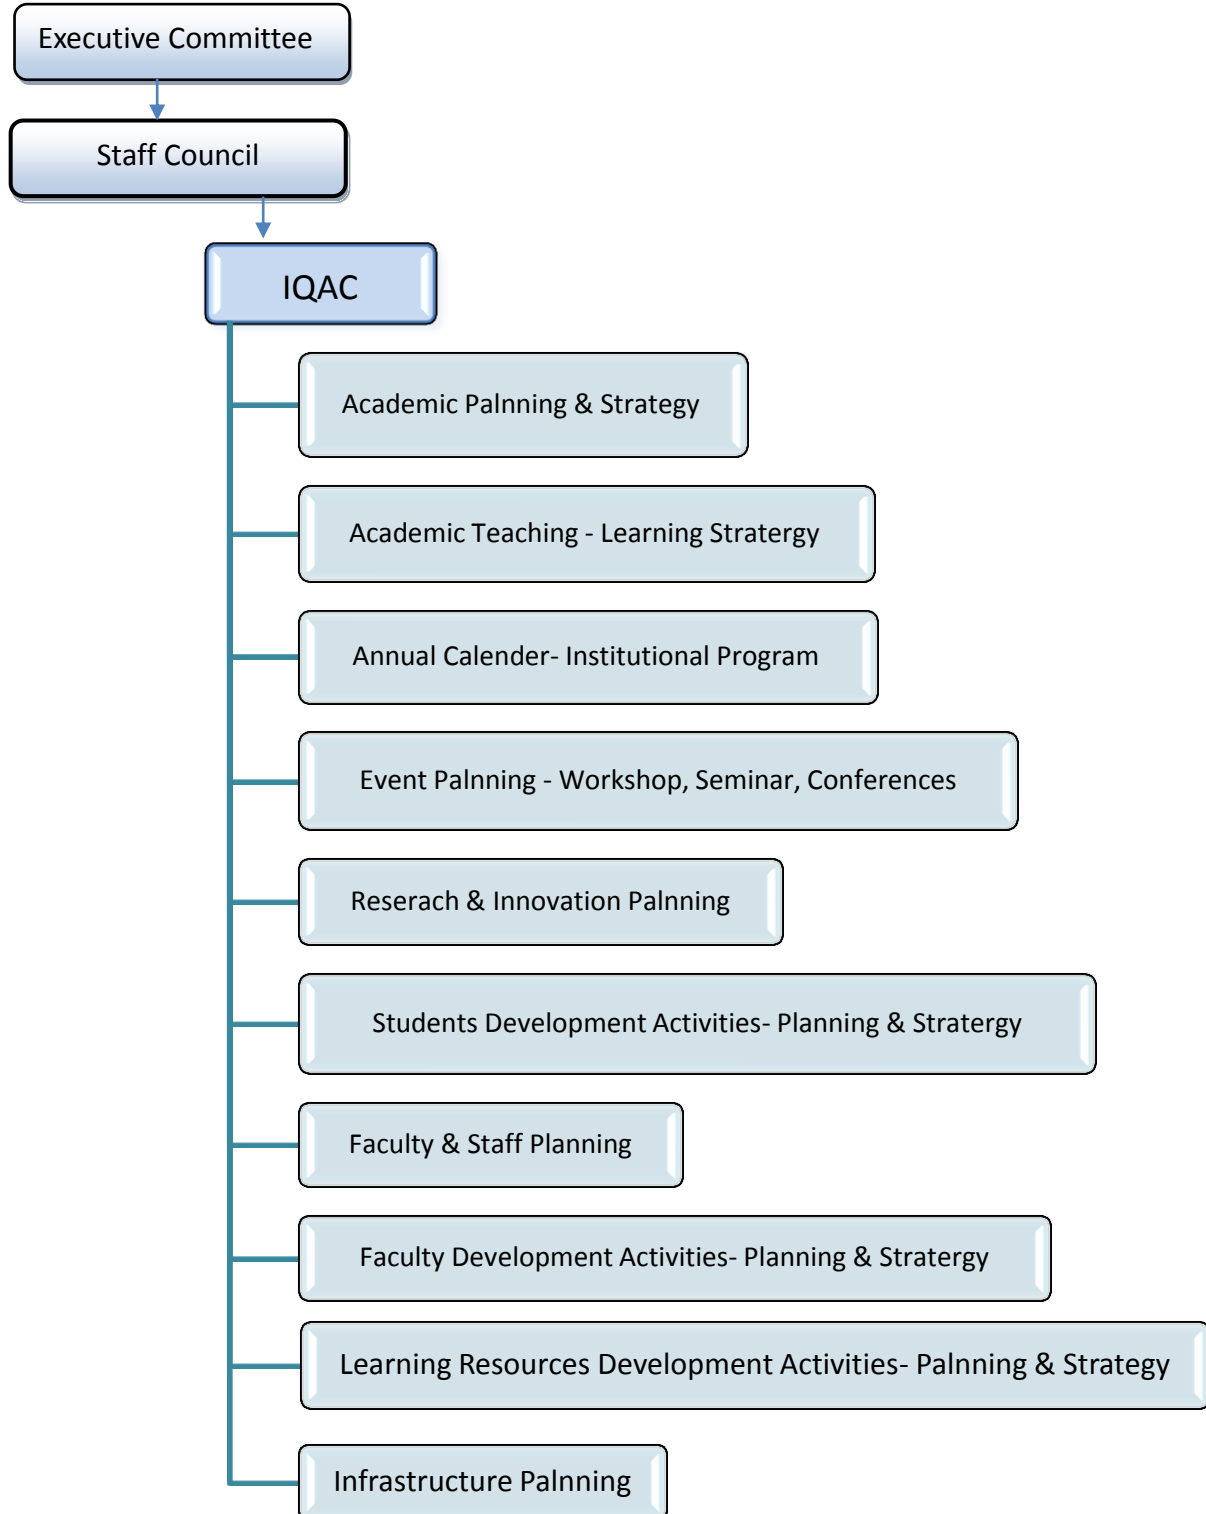 Executive Committee
Staff Council
IQAC
Academic Palnning & Strategy
Academic Teaching - Learning Stratergy
Annual Calender- Institutional Program
Event Palnning - Workshop, Seminar, Conferences
Reserach & Innovation Palnning
Students Development Activities- Planning & Stratergy
Faculty & Staff Planning
Faculty Development Activities- Planning & Stratergy
Learning Resources Development Activities- Palnning & Strategy
Infrastructure Palnning